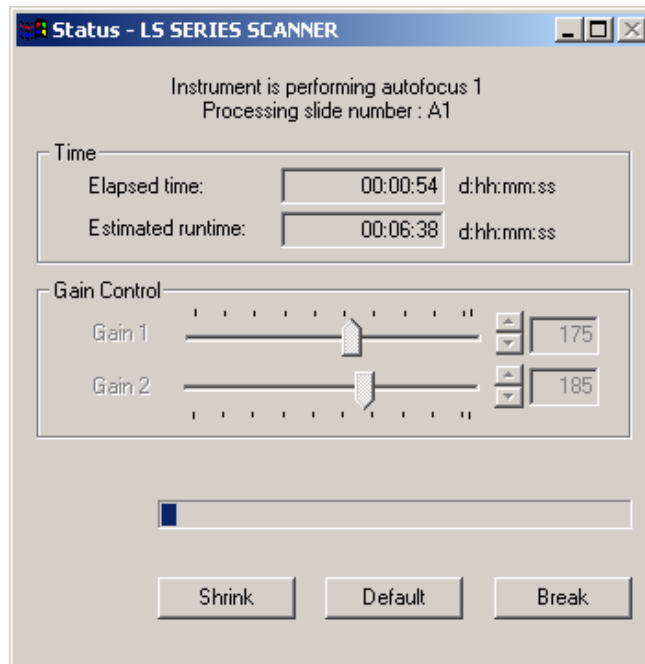 Status - LS SERIES SCANNER
Instrument is performing autofocus 1
Processing slide number : A1
Time
Elapsed time: 00:00:54 d:hh:mm:ss
Estimated runtime: 00:06:38 d:hh:mm:ss
Gain Control
Gain 1 175
Gain 2 185
Shrink Default Break